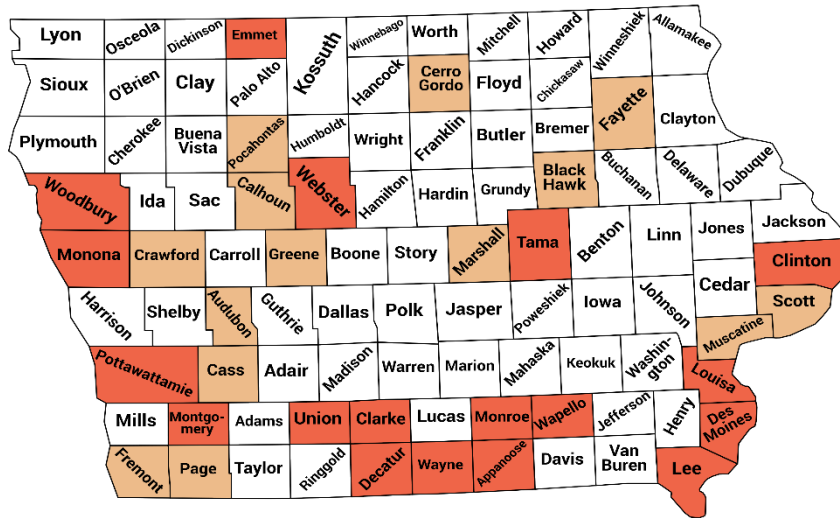 Lyon
Osceola
Dickinson
Emmet
Kossuth
Winnebago
Worth
Mitchell
Howard
Winneshiek
Allamakee
Sioux
O'Brien
Clay
Palo Alto
Hancock
Cerro
Gordo
Floyd
Chickasaw
Fayette
Clayton
Plymouth
Cherokee
Buena
Vista
Pocahontas
Humboldt
Wright
Franklin
Butler
Bremer
Woodbury
Ida
Sac
Calhoun
Webster
Hamilton
Hardin
Grundy
Black
Hawk
Buchanan
Delaware
Dubuque
Monona
Crawford
Carroll
Greene
Boone
Story
Marshall
Tama
Benton
Linn
Jones
Jackson
Clinton
Harrison
Shelby
Audubon
Guthrie
Dallas
Polk
Jasper
Poweshiek
Iowa
Johnson
Cedar
Scott
Muscatine
Pottawattamie
Cass
Adair
Madison
Warren
Marion
Mahaska
Keokuk
Washing-
ton
Louisa
Mills
Montgo-
mery
Adams
Union
Clarke
Lucas
Monroe
Wapello
Jefferson
Henry
Des
Moines
Fremont
Page
Taylor
Ringgold
Decatur
Wayne
Appanoose
Davis
Van
Buren
Lee